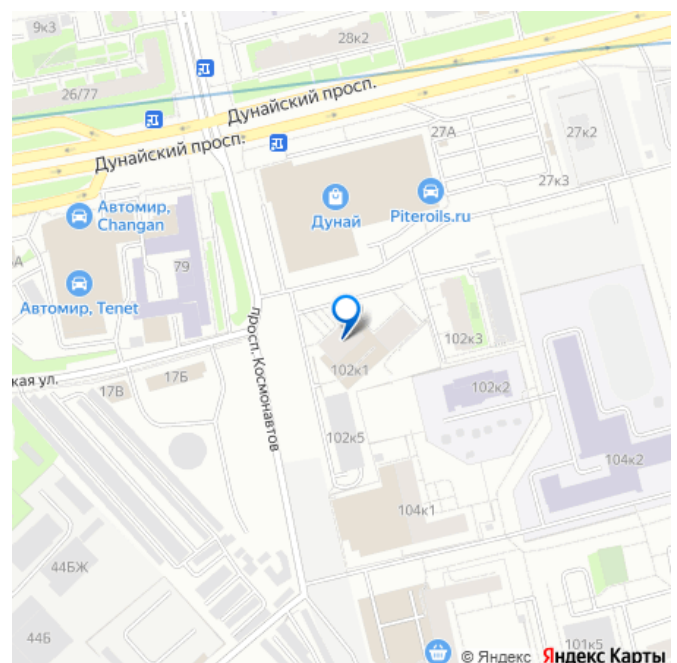 9к3
28к2
26/77
Дунайский просп.
Дунайский просп.
27А
27к2
27к3
Автомир,
Changan
Дунай
Piteroils.ru
79
Автомир, Tenet
просп. Космонавтов
кая ул.
17В
17Б
102к1
102к3
102к2
102к5
104к2
104к1
44БЖ
44Б
101к5
© Яндекс Яндекс Карты